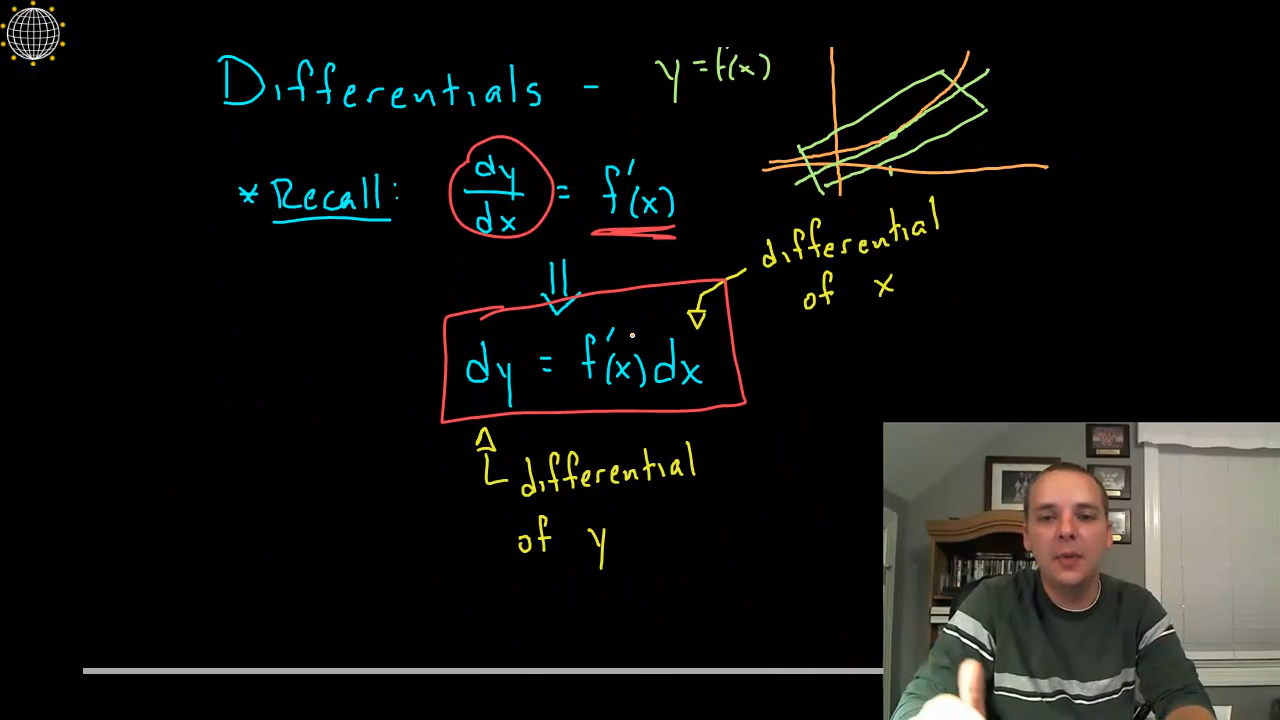 Differentials - y = f(x)
* Recall: dy/dx = f'(x)
⇓
differential
of x
dy = f'(x) dx
differential
of y